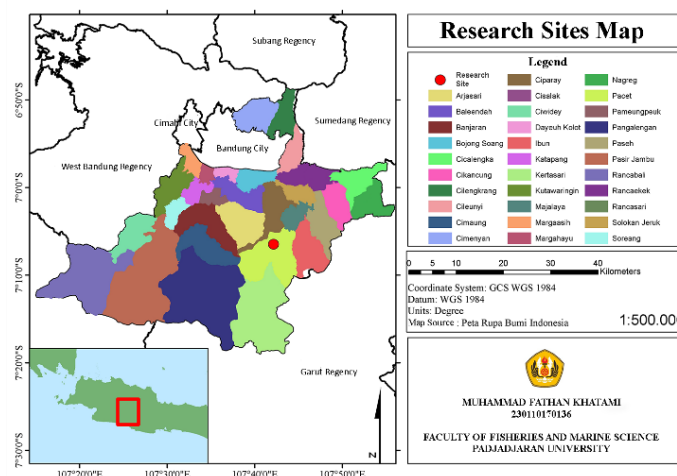 Research Sites Map
Legend
Research Site
Arjasari
Baleendah
Banjaran
Bojong Soang
Cicalengka
Cikancung
Cilengkrang
Cileunyi
Cimaung
Cimenyan
Ciparay
Cisalak
Ciwidey
Dayeuh Kolot
Ibun
Katapang
Kertasari
Kutawaringin
Majalaya
Margaasih
Margahayu
Nagreg
Pacet
Pameungpeuk
Pangalengan
Paseh
Pasir Jambu
Rancabali
Rancaekek
Rancasari
Solokan Jeruk
Soreang
0 5 10 20 30 40
Kilometers
Coordinate System: GCS WGS 1984
Datum: WGS 1984
Units: Degree
Map Source : Peta Rupa Bumi Indonesia
1:500.000
MUHAMMAD FATHAN KHATAMI
230110170136
FACULTY OF FISHERIES AND MARINE SCIENCE
PADJADJARAN UNIVERSITY
Subang Regency
Sumedang Regency
Cimahi City
Bandung City
West Bandung Regency
Garut Regency
6°50'0"S
7°0'0"S
7°10'0"S
7°20'0"S
7°30'0"S
107°20'0"E
107°30'0"E
107°40'0"E
107°50'0"E
N